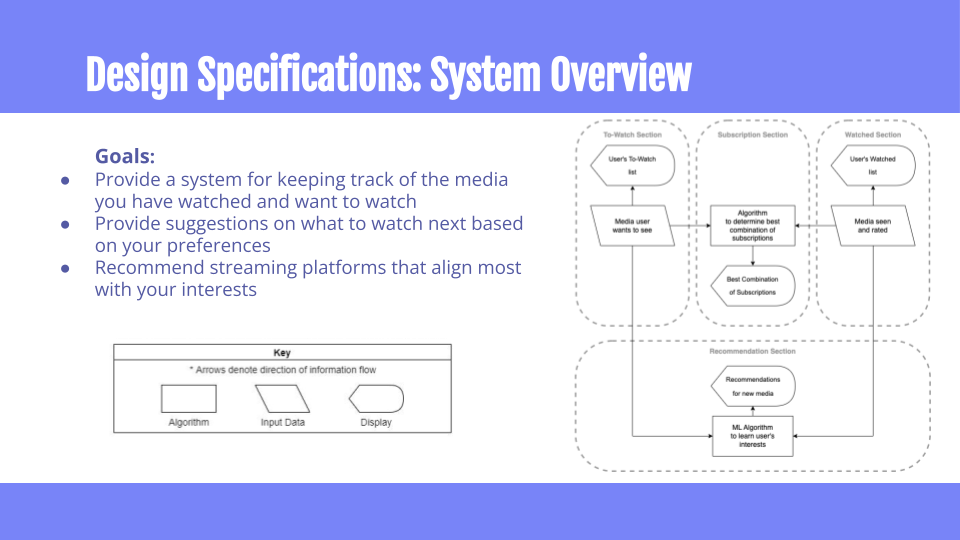 Design Specifications: System Overview
Goals:
● Provide a system for keeping track of the media
you have watched and want to watch
● Provide suggestions on what to watch next based
on your preferences
● Recommend streaming platforms that align most
with your interests
Key
* Arrows denote direction of information flow
Algorithm
Input Data
Display
To-Watch Section
User's To-Watch
list
Media user
wants to see
Subscription Section
Algorithm
to determine best
combination of
subscriptions
Best Combination
of Subscriptions
Watched Section
User's Watched
list
Media seen
and rated
Recommendation Section
Recommendations
for new media
ML Algorithm
to learn user's
interests